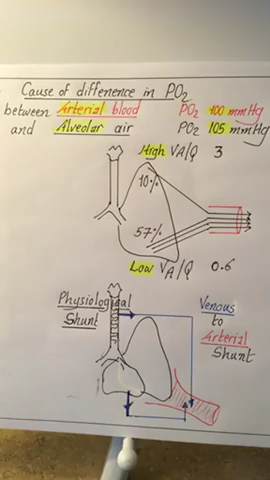 Cause of difference in PO2
between Arterial blood PO2 100 mmHg
and Alveolar air PO2 105 mmHg
High VA/Q 3
10%
57%
Low VA/Q 0.6
Physiological Shunt
Venous to Arterial Shunt